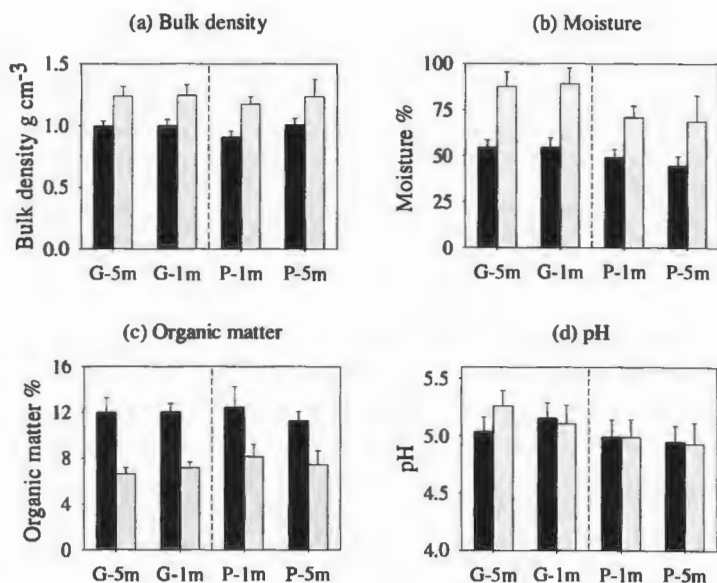 (a) Bulk density
Bulk density g cm-3
1.5
1.0
0.5
0.0
G-5m G-1m P-1m P-5m
(b) Moisture
Moisture %
100
75
50
25
0
G-5m G-1m P-1m P-5m
(c) Organic matter
Organic matter %
16
12
8
4
0
G-5m G-1m P-1m P-5m
(d) pH
pH
5.5
5.0
4.5
4.0
G-5m G-1m P-1m P-5m